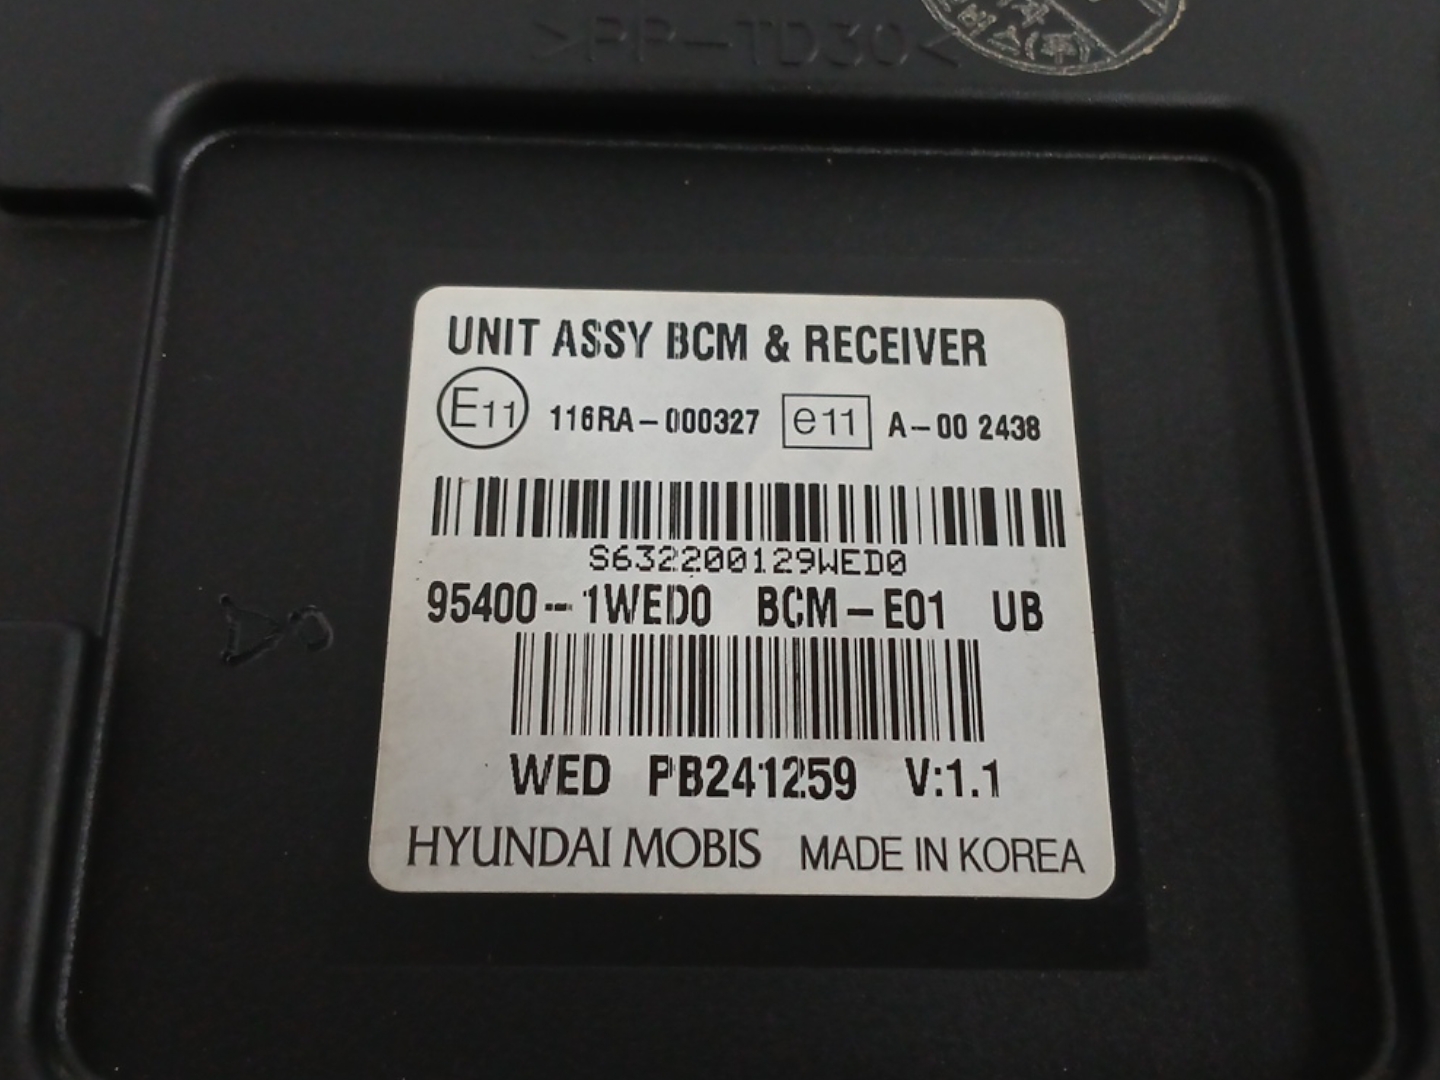 >PP-TD30<
UNIT ASSY BCM & RECEIVER
E11 116RA-000327 e11 A-00 2438
S632200129WED0
95400-1WED0 BCM-E01 UB
WED PB241259 V:1.1
HYUNDAI MOBIS MADE IN KOREA